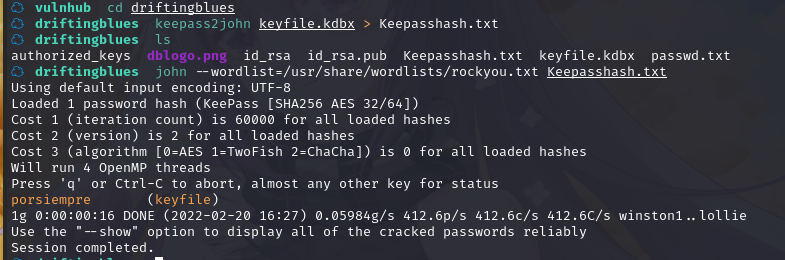 vulnhub cd driftingblues
driftingblues keepass2john keyfile.kdbx > Keepasshash.txt
driftingblues ls
authorized_keys dblogo.png id_rsa id_rsa.pub Keepasshash.txt keyfile.kdbx passwd.txt
driftingblues john --wordlist=/usr/share/wordlists/rockyou.txt Keepasshash.txt
Using default input encoding: UTF-8
Loaded 1 password hash (KeePass [SHA256 AES 32/64])
Cost 1 (iteration count) is 60000 for all loaded hashes
Cost 2 (version) is 2 for all loaded hashes
Cost 3 (algorithm [0=AES 1=TwoFish 2=ChaCha]) is 0 for all loaded hashes
Will run 4 OpenMP threads
Press 'q' or Ctrl-C to abort, almost any other key for status
porsiempre (keyfile)
1g 0:00:00:16 DONE (2022-02-20 16:27) 0.05984g/s 412.6p/s 412.6c/s 412.6C/s winston1..lollie
Use the "--show" option to display all of the cracked passwords reliably
Session completed.